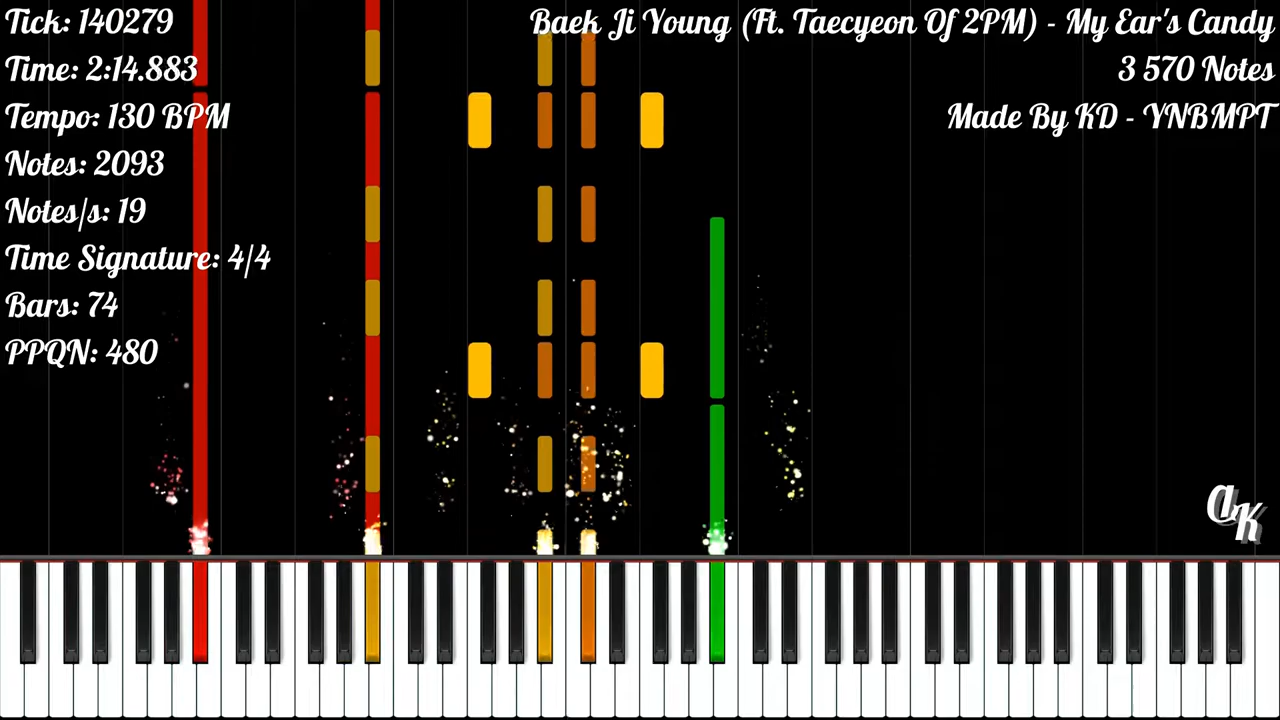 Tick: 140279
Time: 2:14.883
Tempo: 130 BPM
Notes: 2093
Notes/s: 19
Time Signature: 4/4
Bars: 74
PPQN: 480
Baek Ji Young (Ft. Taecyeon Of 2PM) - My Ear's Candy
3 570 Notes
Made By KD - YNBMPT
aK